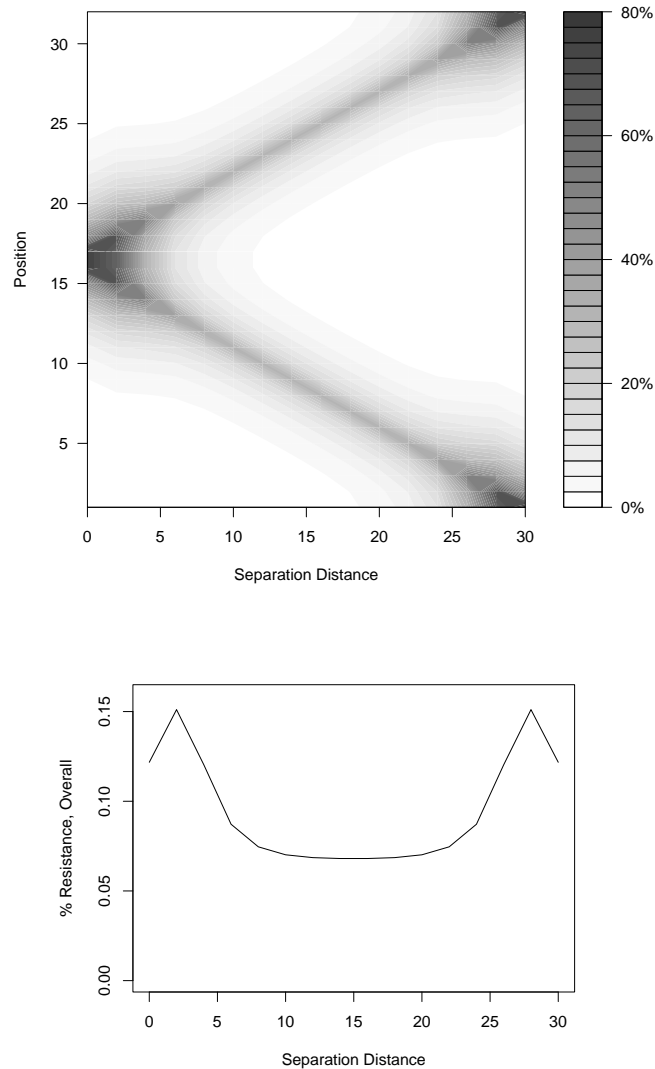 80%
60%
40%
20%
0%
30
25
20
15
10
5
Position
0 5 10 15 20 25 30
Separation Distance
0.15
0.10
0.05
0.00
% Resistance, Overall
0 5 10 15 20 25 30
Separation Distance